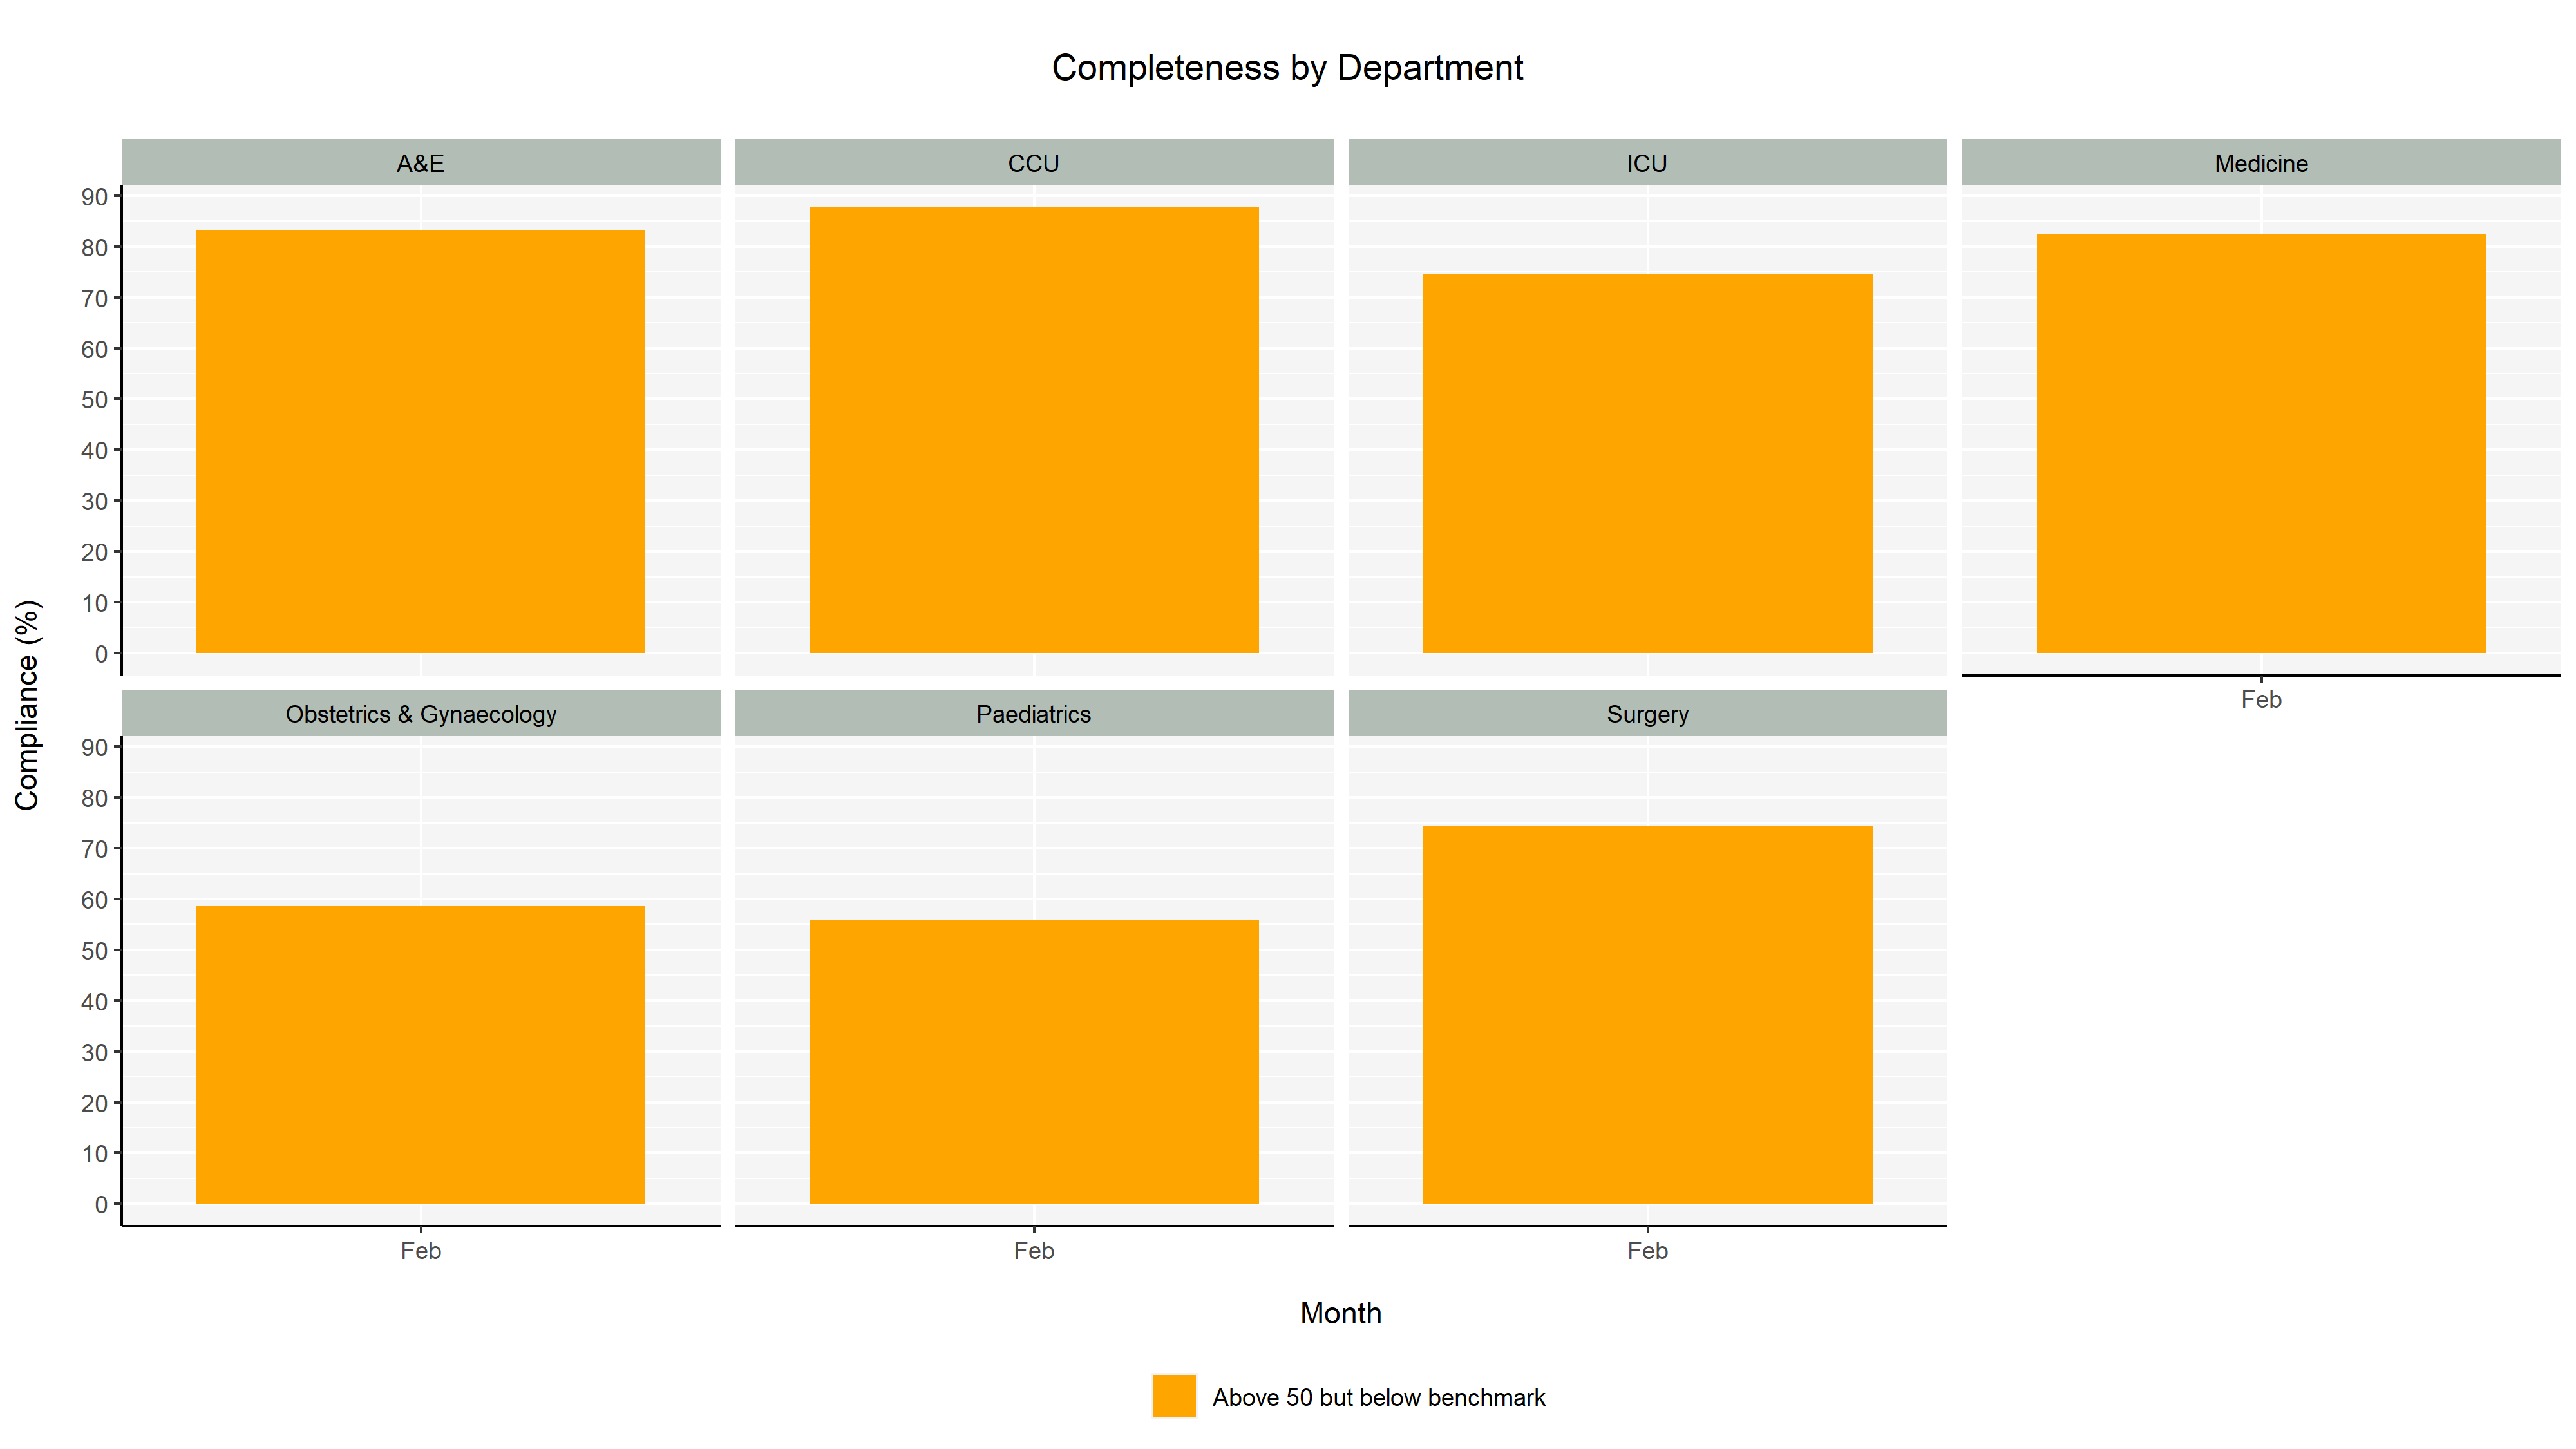 Completeness by Department
A&E
CCU
ICU
Medicine
90
80
70
60
50
40
30
20
10
0
Feb
Compliance (%)
Obstetrics & Gynaecology
Paediatrics
Surgery
90
80
70
60
50
40
30
20
10
0
Feb
Feb
Feb
Month
Above 50 but below benchmark